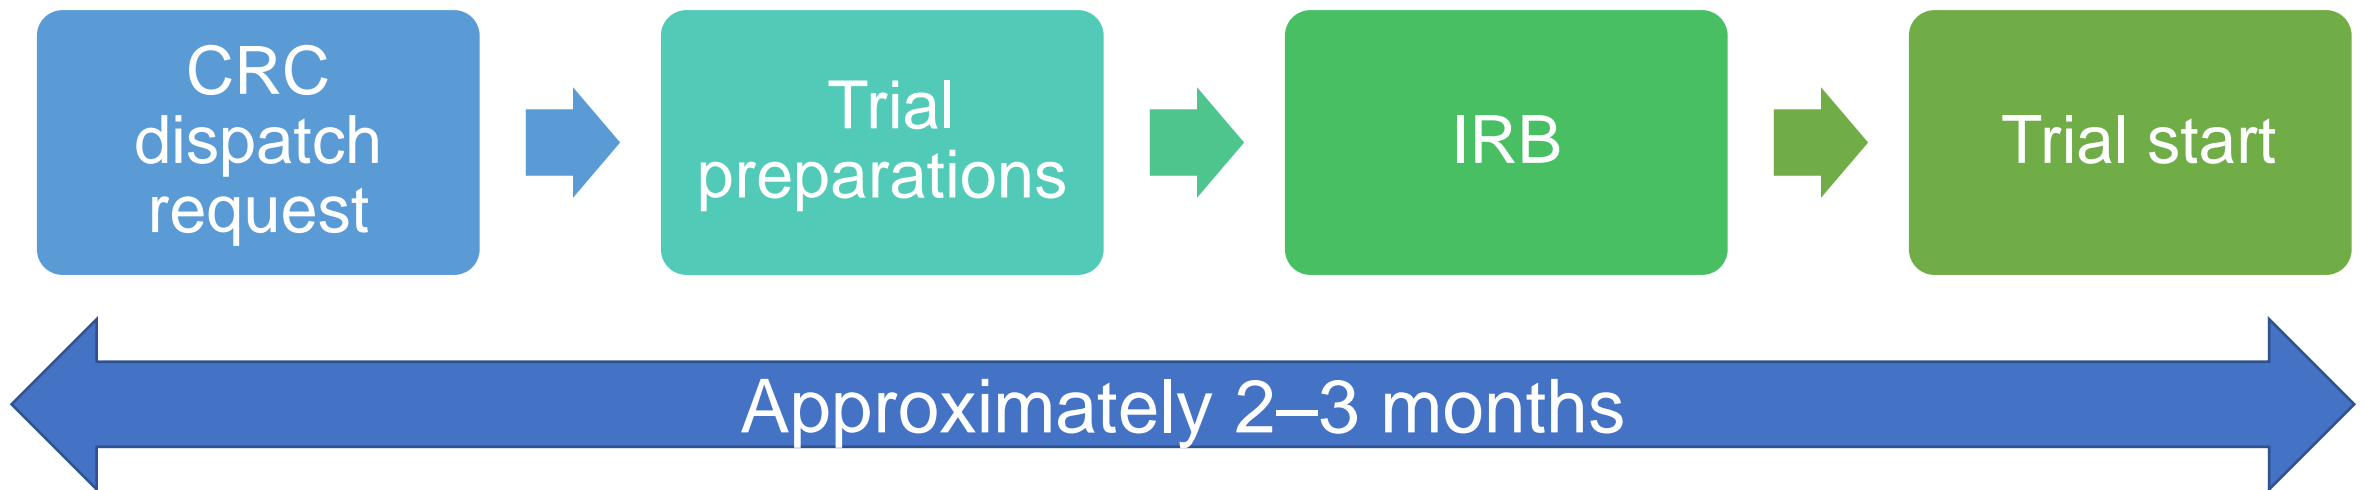 CRC
dispatch
request
Trial
preparations
IRB
Trial start
Approximately 2–3 months